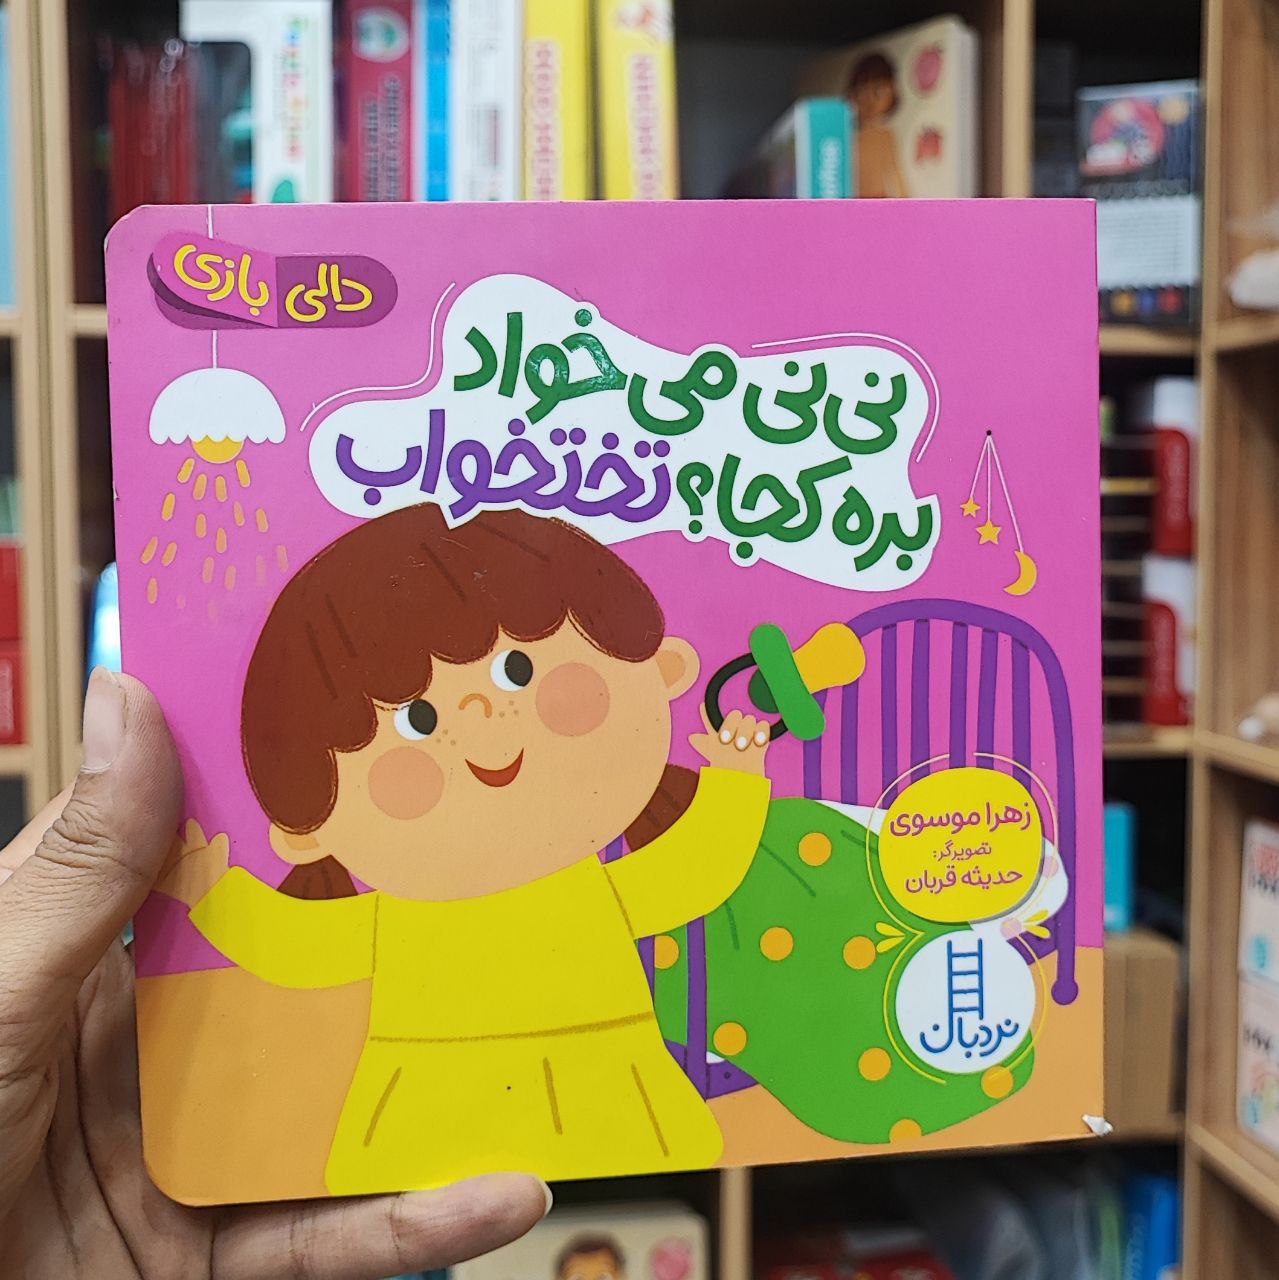 دالی بازی
نی نی می خواد
بره کجا؟ تختخواب
زهرا موسوی
تصویرگر:
حدیثه قربان
نردبان